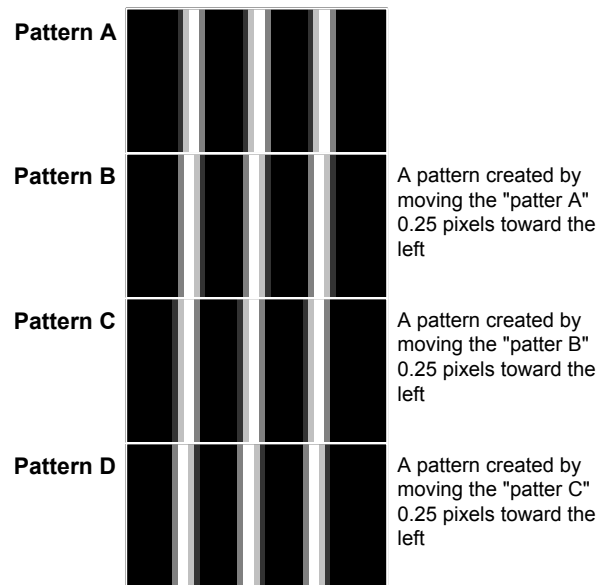 Pattern A
Pattern B
A pattern created by
moving the "patter A"
0.25 pixels toward the
left
Pattern C
A pattern created by
moving the "patter B"
0.25 pixels toward the
left
Pattern D
A pattern created by
moving the "patter C"
0.25 pixels toward the
left